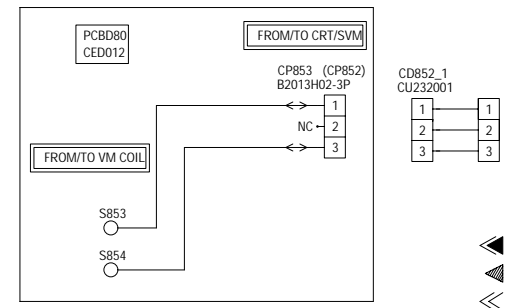 PCBD80
CED012
FROM/TO CRT/SVM
CP853 (CP852)
B2013H02-3P
1
NC 2
3
FROM/TO VM COIL
S853
S854
CD852_1
CU232001
1 1
2 2
3 3